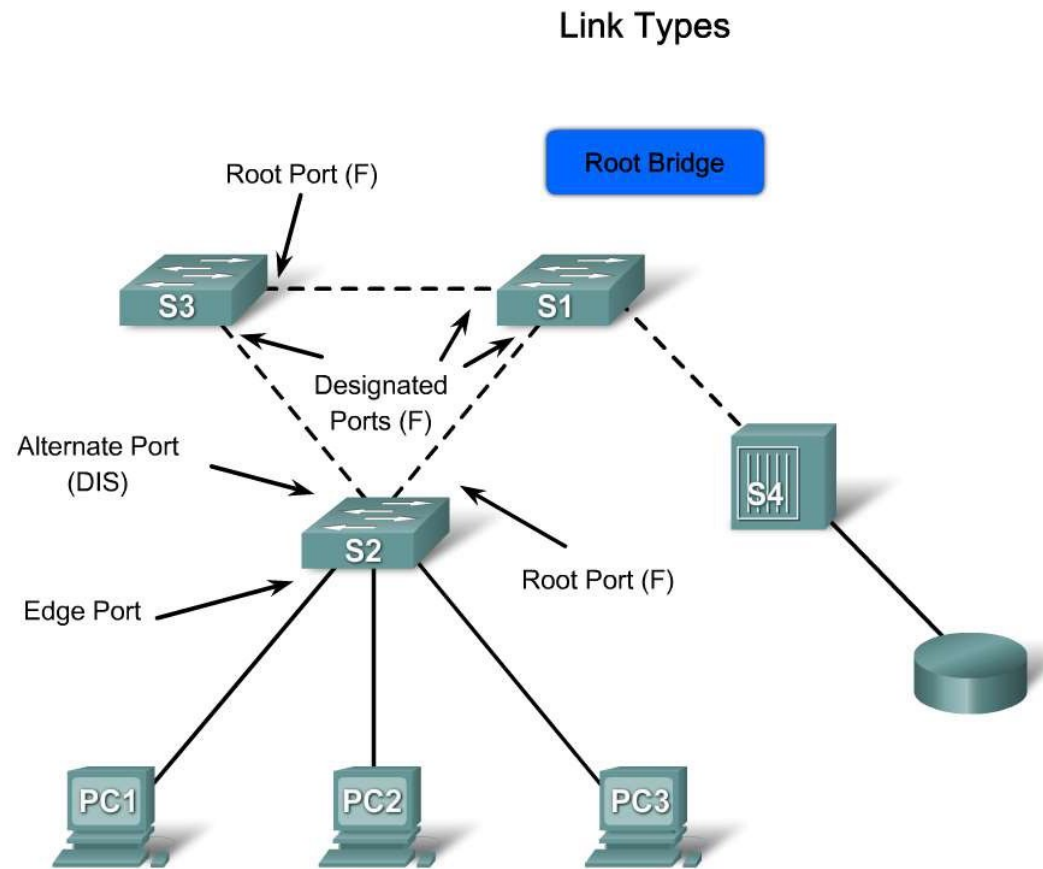 Link Types
Root Bridge
Root Port (F)
S3
S1
Designated
Ports (F)
Alternate Port
(DIS)
S4
S2
Root Port (F)
Edge Port
PC1
PC2
PC3